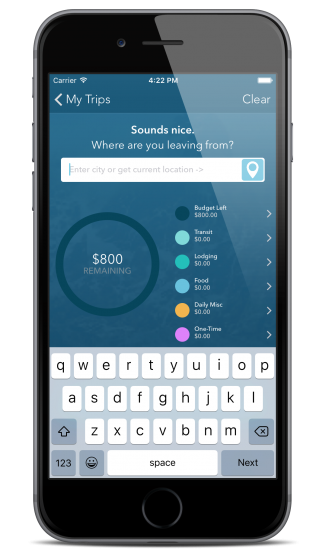 Carrier 4:22 PM
My Trips Clear
Sounds nice.
Where are you leaving from?
Enter city or get current location ->
Budget Left
$800.00
Transit
$0.00
$800
REMAINING
Lodging
$0.00
Food
$0.00
Daily Misc
$0.00
One-Time
$0.00
q w e r t y u i o p
a s d f g h j k l
z x c v b n m
123 space Next